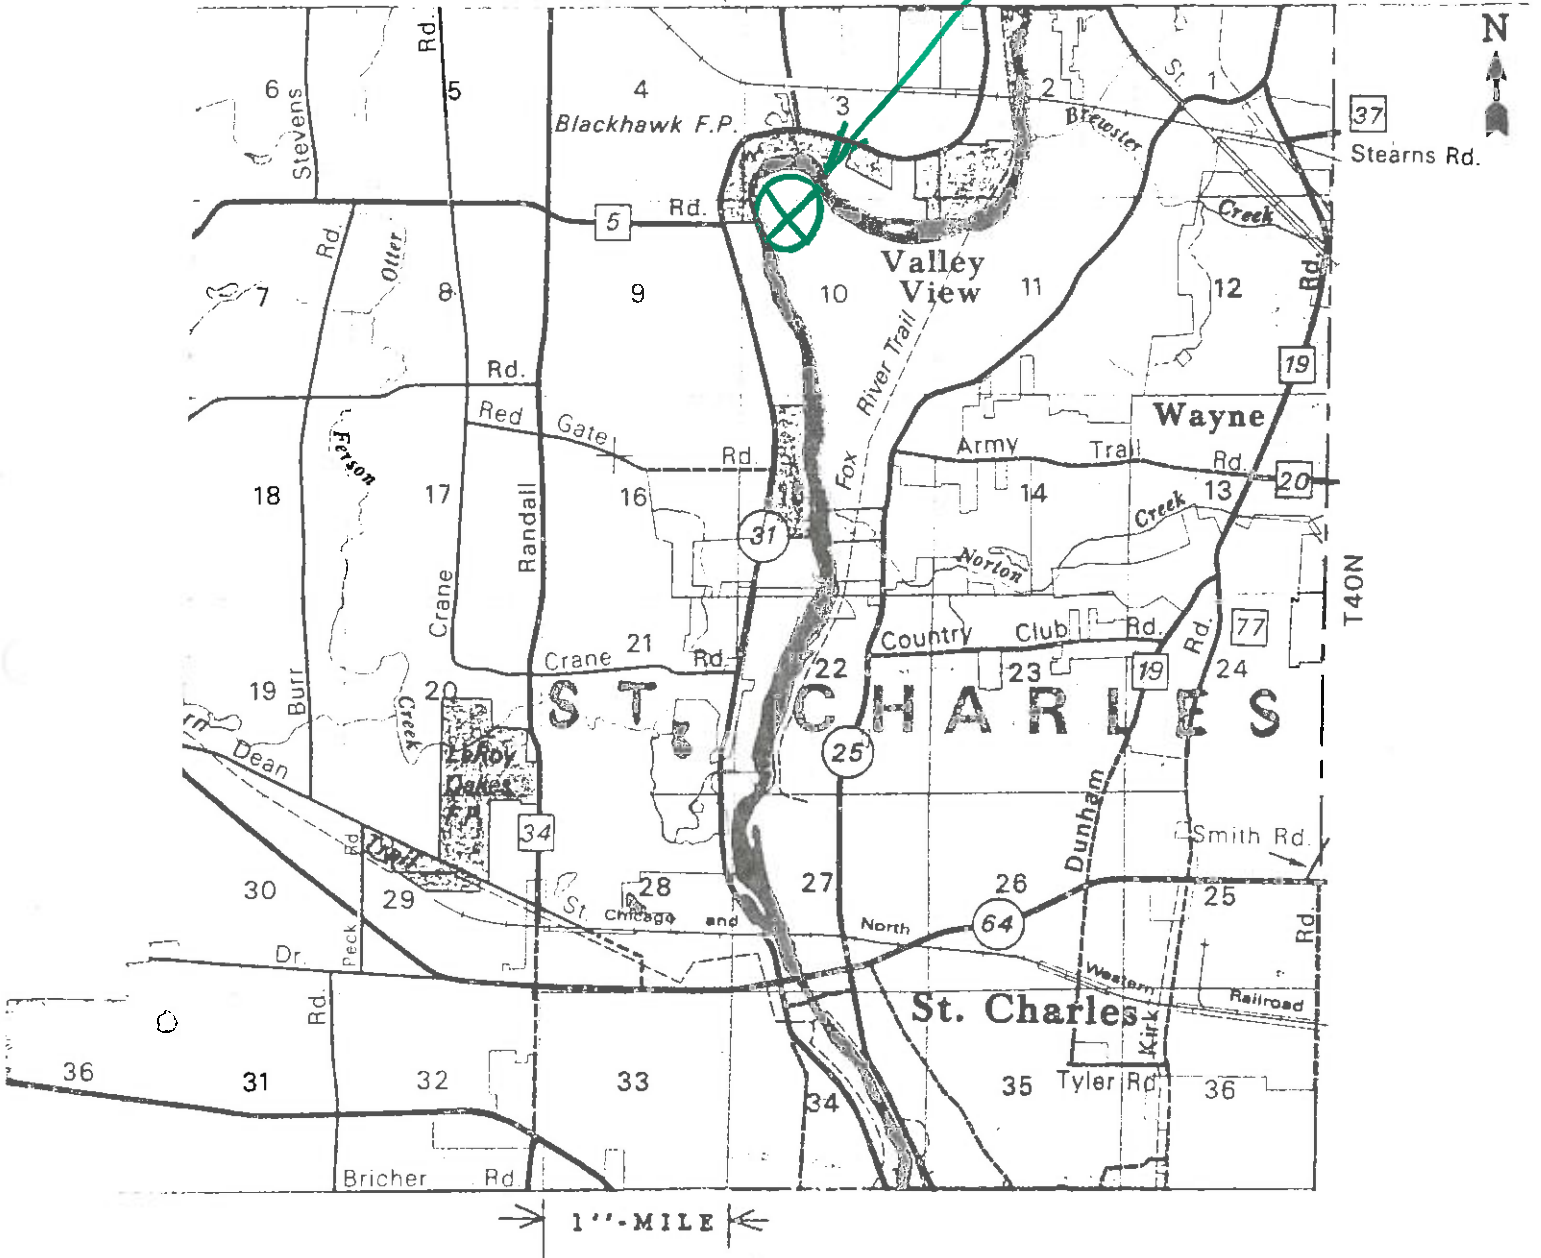 N
Rd.
6
5
4
3
2
1
St.
Stevens
Blackhawk F.P.
Brewster
37
Stearns Rd.
Rd.
5
Creek
Rd.
Otter
Valley
View
Rd.
7
8
9
10
11
12
River Trail
Fox
19
Rd.
Red Gate
Rd.
Wayne
Ferson
Army Trail Rd.
20
18
17
16
14
13
Randall
31
Creek
Norton
T40N
Crane
Country Club Rd.
77
21
Crane Rd.
22
23
19
Rd.
24
19
Burr
20
Creek
ST. CHARLES
rn
Dean
LeRoy
Oakes
F.P.
25
34
Dunham
Smith Rd.
Rd
Trail
30
29
28
27
26
25
St.
Chicago and North Western Railroad
64
Rd
Peck
Dr.
St. Charles
Kirk
Rd.
36
31
32
33
34
35
Tyler Rd
36
Bricher Rd.
1"-MILE